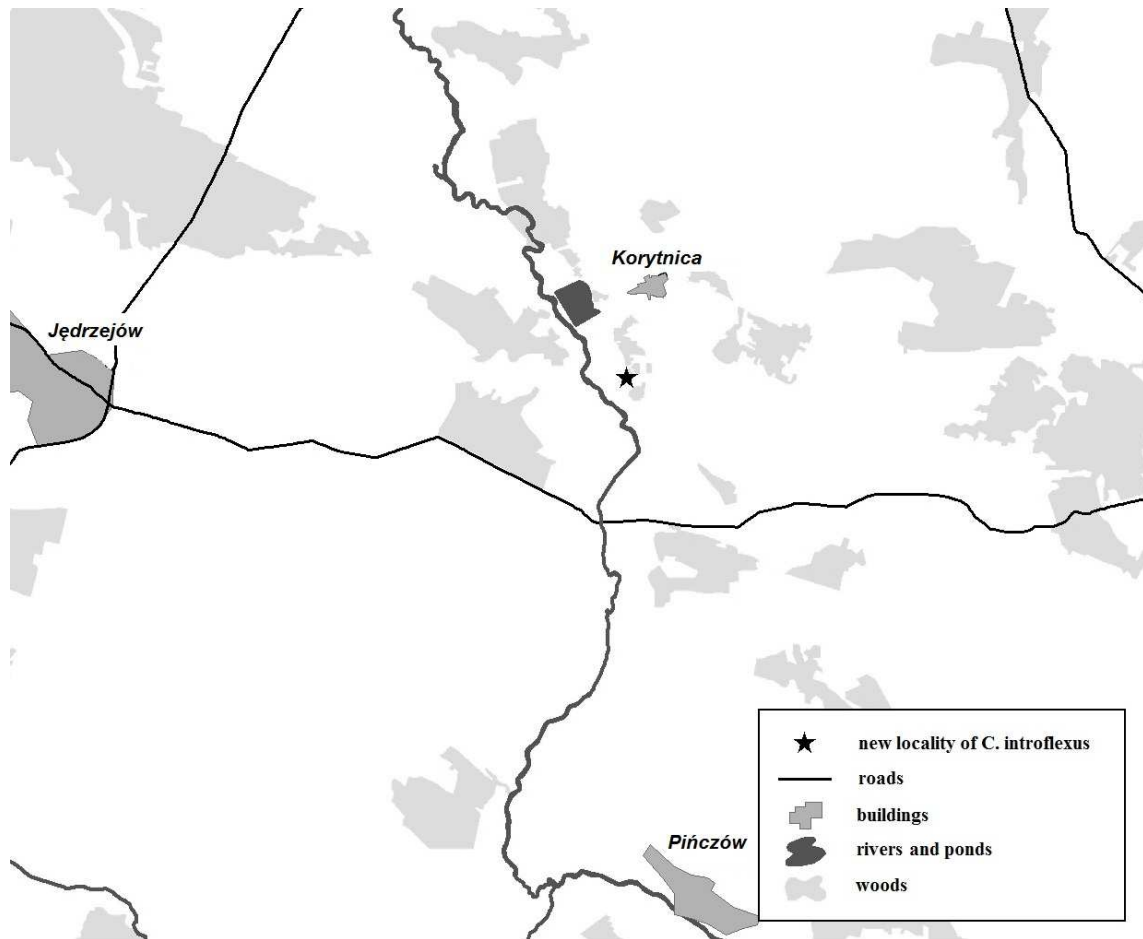 Korytnica
Jędrzejów
new locality of C. introflexus
roads
buildings
Pińczów
rivers and ponds
woods